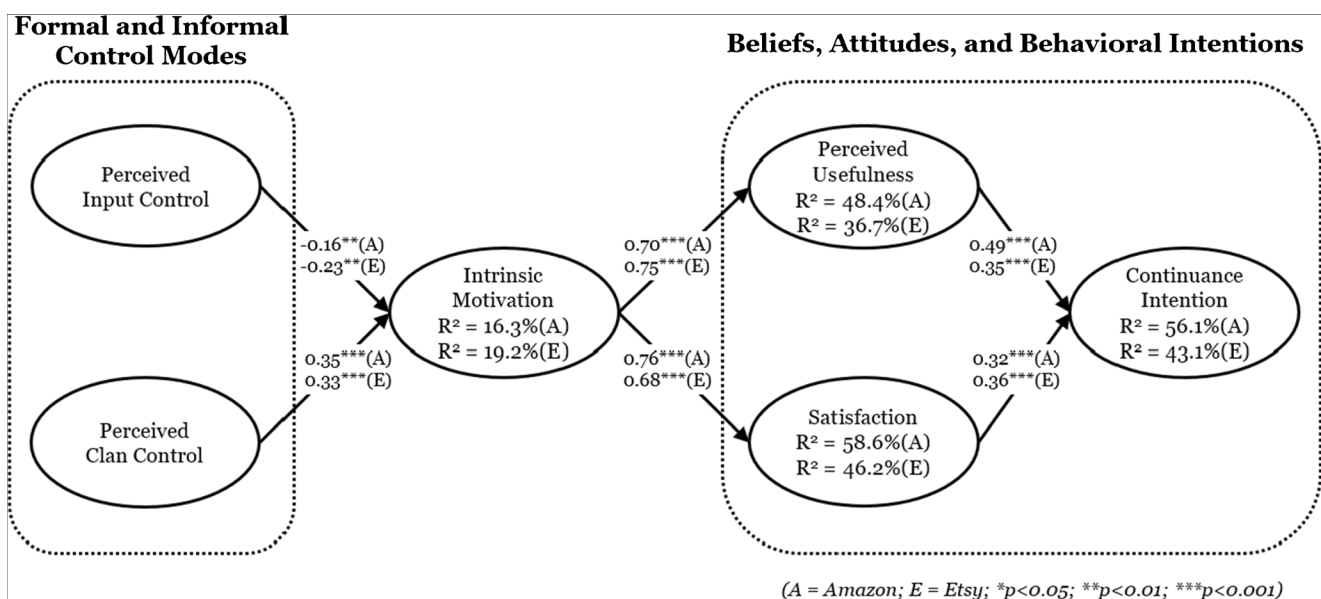 Formal and Informal
Control Modes
Beliefs, Attitudes, and Behavioral Intentions
Perceived
Input Control
Perceived
Clan Control
-0.16**(A)
-0.23**(E)
0.35***(A)
0.33***(E)
Intrinsic
Motivation
R² = 16.3%(A)
R² = 19.2%(E)
0.70***(A)
0.75***(E)
0.76***(A)
0.68***(E)
Perceived
Usefulness
R² = 48.4%(A)
R² = 36.7%(E)
Satisfaction
R² = 58.6%(A)
R² = 46.2%(E)
0.49***(A)
0.35***(E)
0.32***(A)
0.36***(E)
Continuance
Intention
R² = 56.1%(A)
R² = 43.1%(E)
(A = Amazon; E = Etsy; *p<0.05; **p<0.01; ***p<0.001)